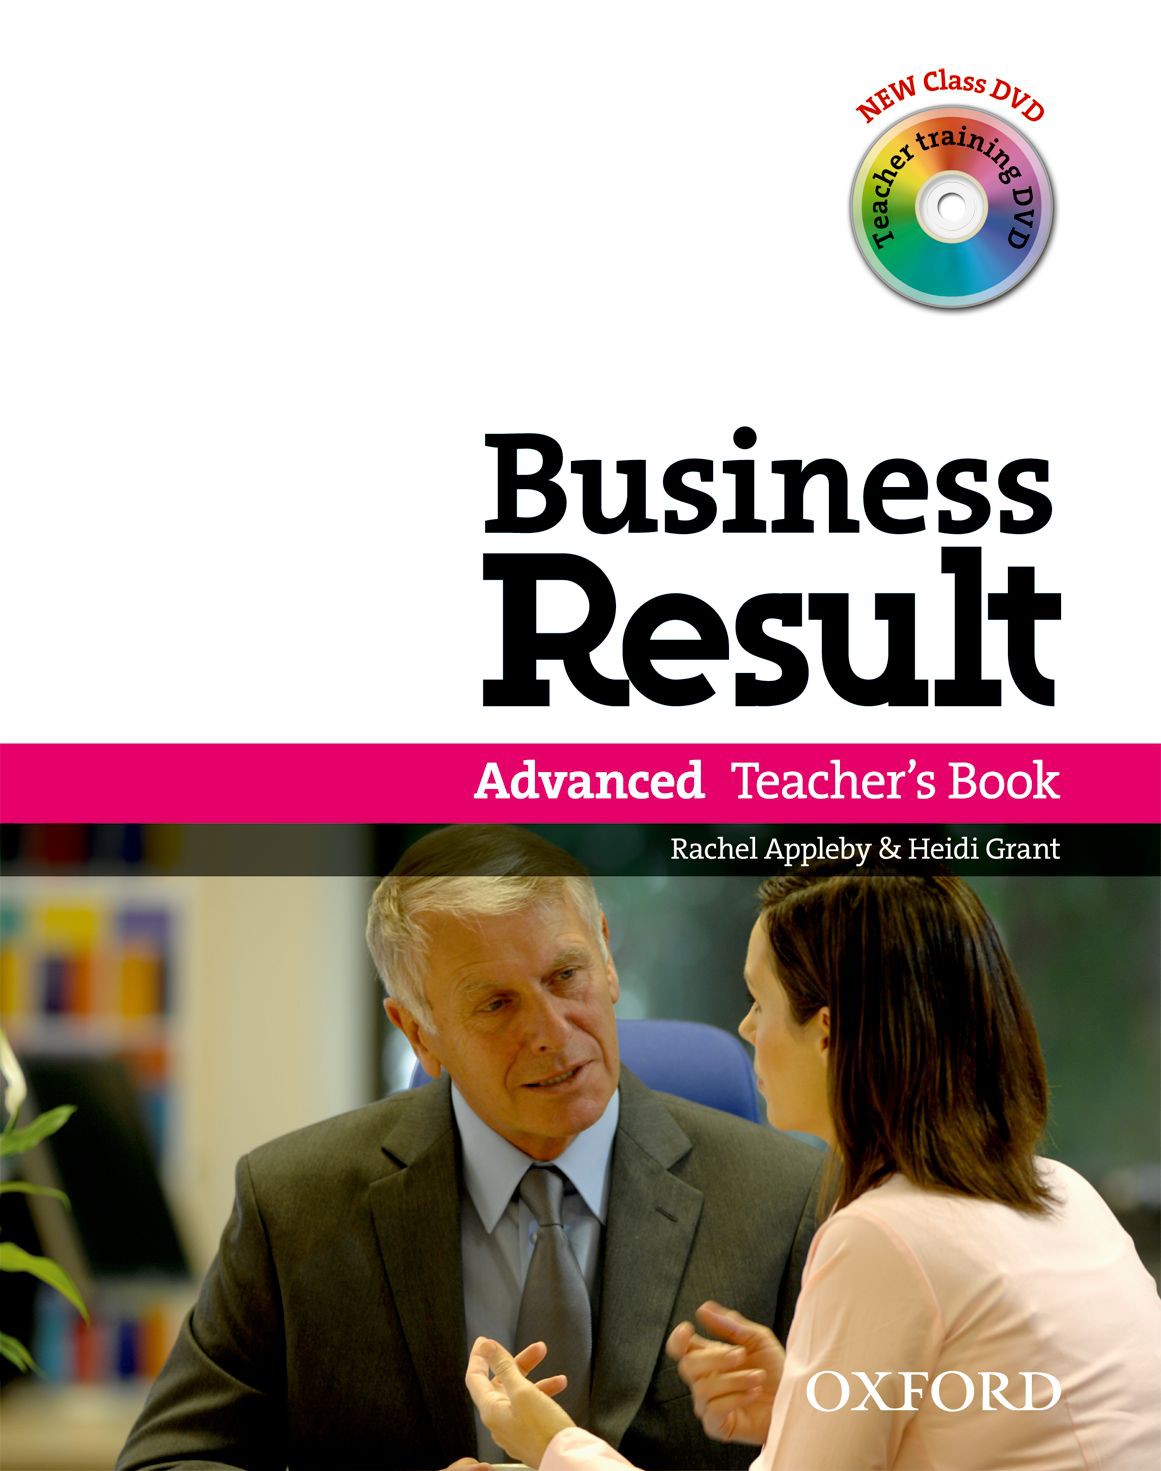 NEW Class DVD
Teacher training DVD
Business
Result
Advanced Teacher's Book
Rachel Appleby & Heidi Grant
OXFORD